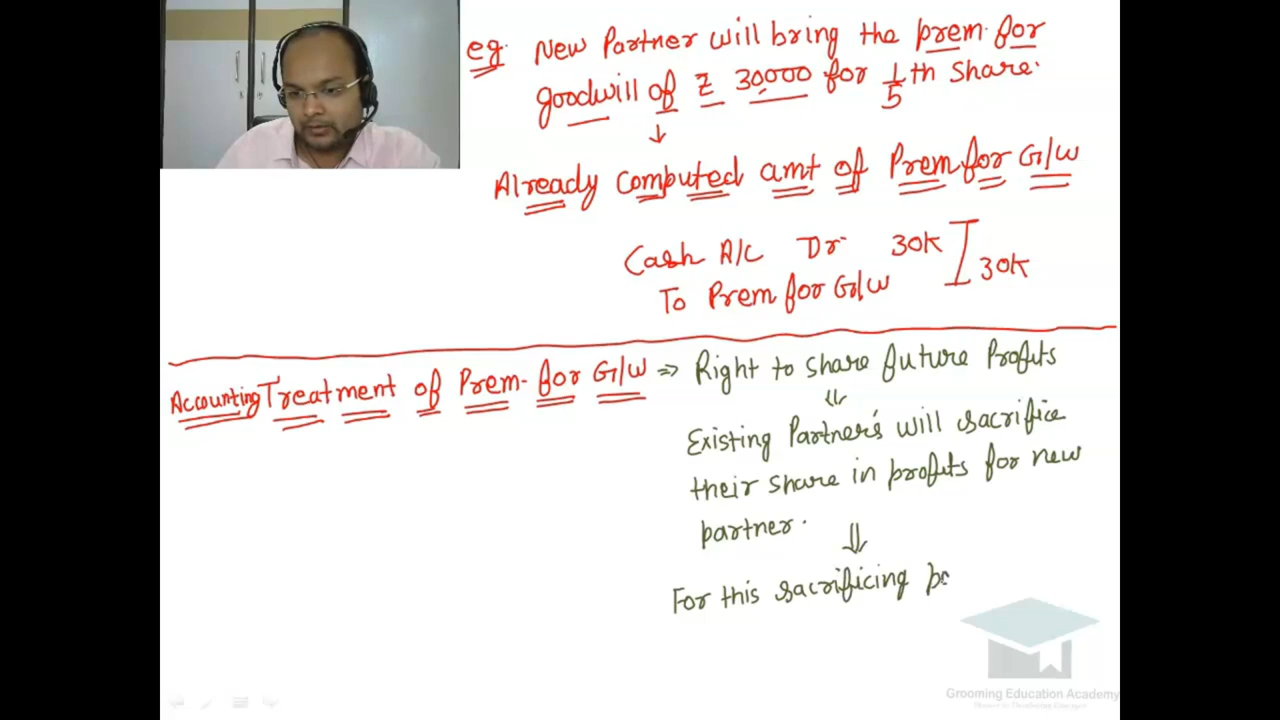 eg. New Partner will bring the prem. for
goodwill of ₹ 30,000 for 1/5 th share.
Already computed amt of Prem for G/W
Cash A/C Dr 30K
To Prem for G/W 30K
Accounting Treatment of Prem. for G/W ⇒ Right to share future Profits
Existing Partner's will sacrifice
their share in profits for new
partner.
For this sacrificing
Grooming Education Academy